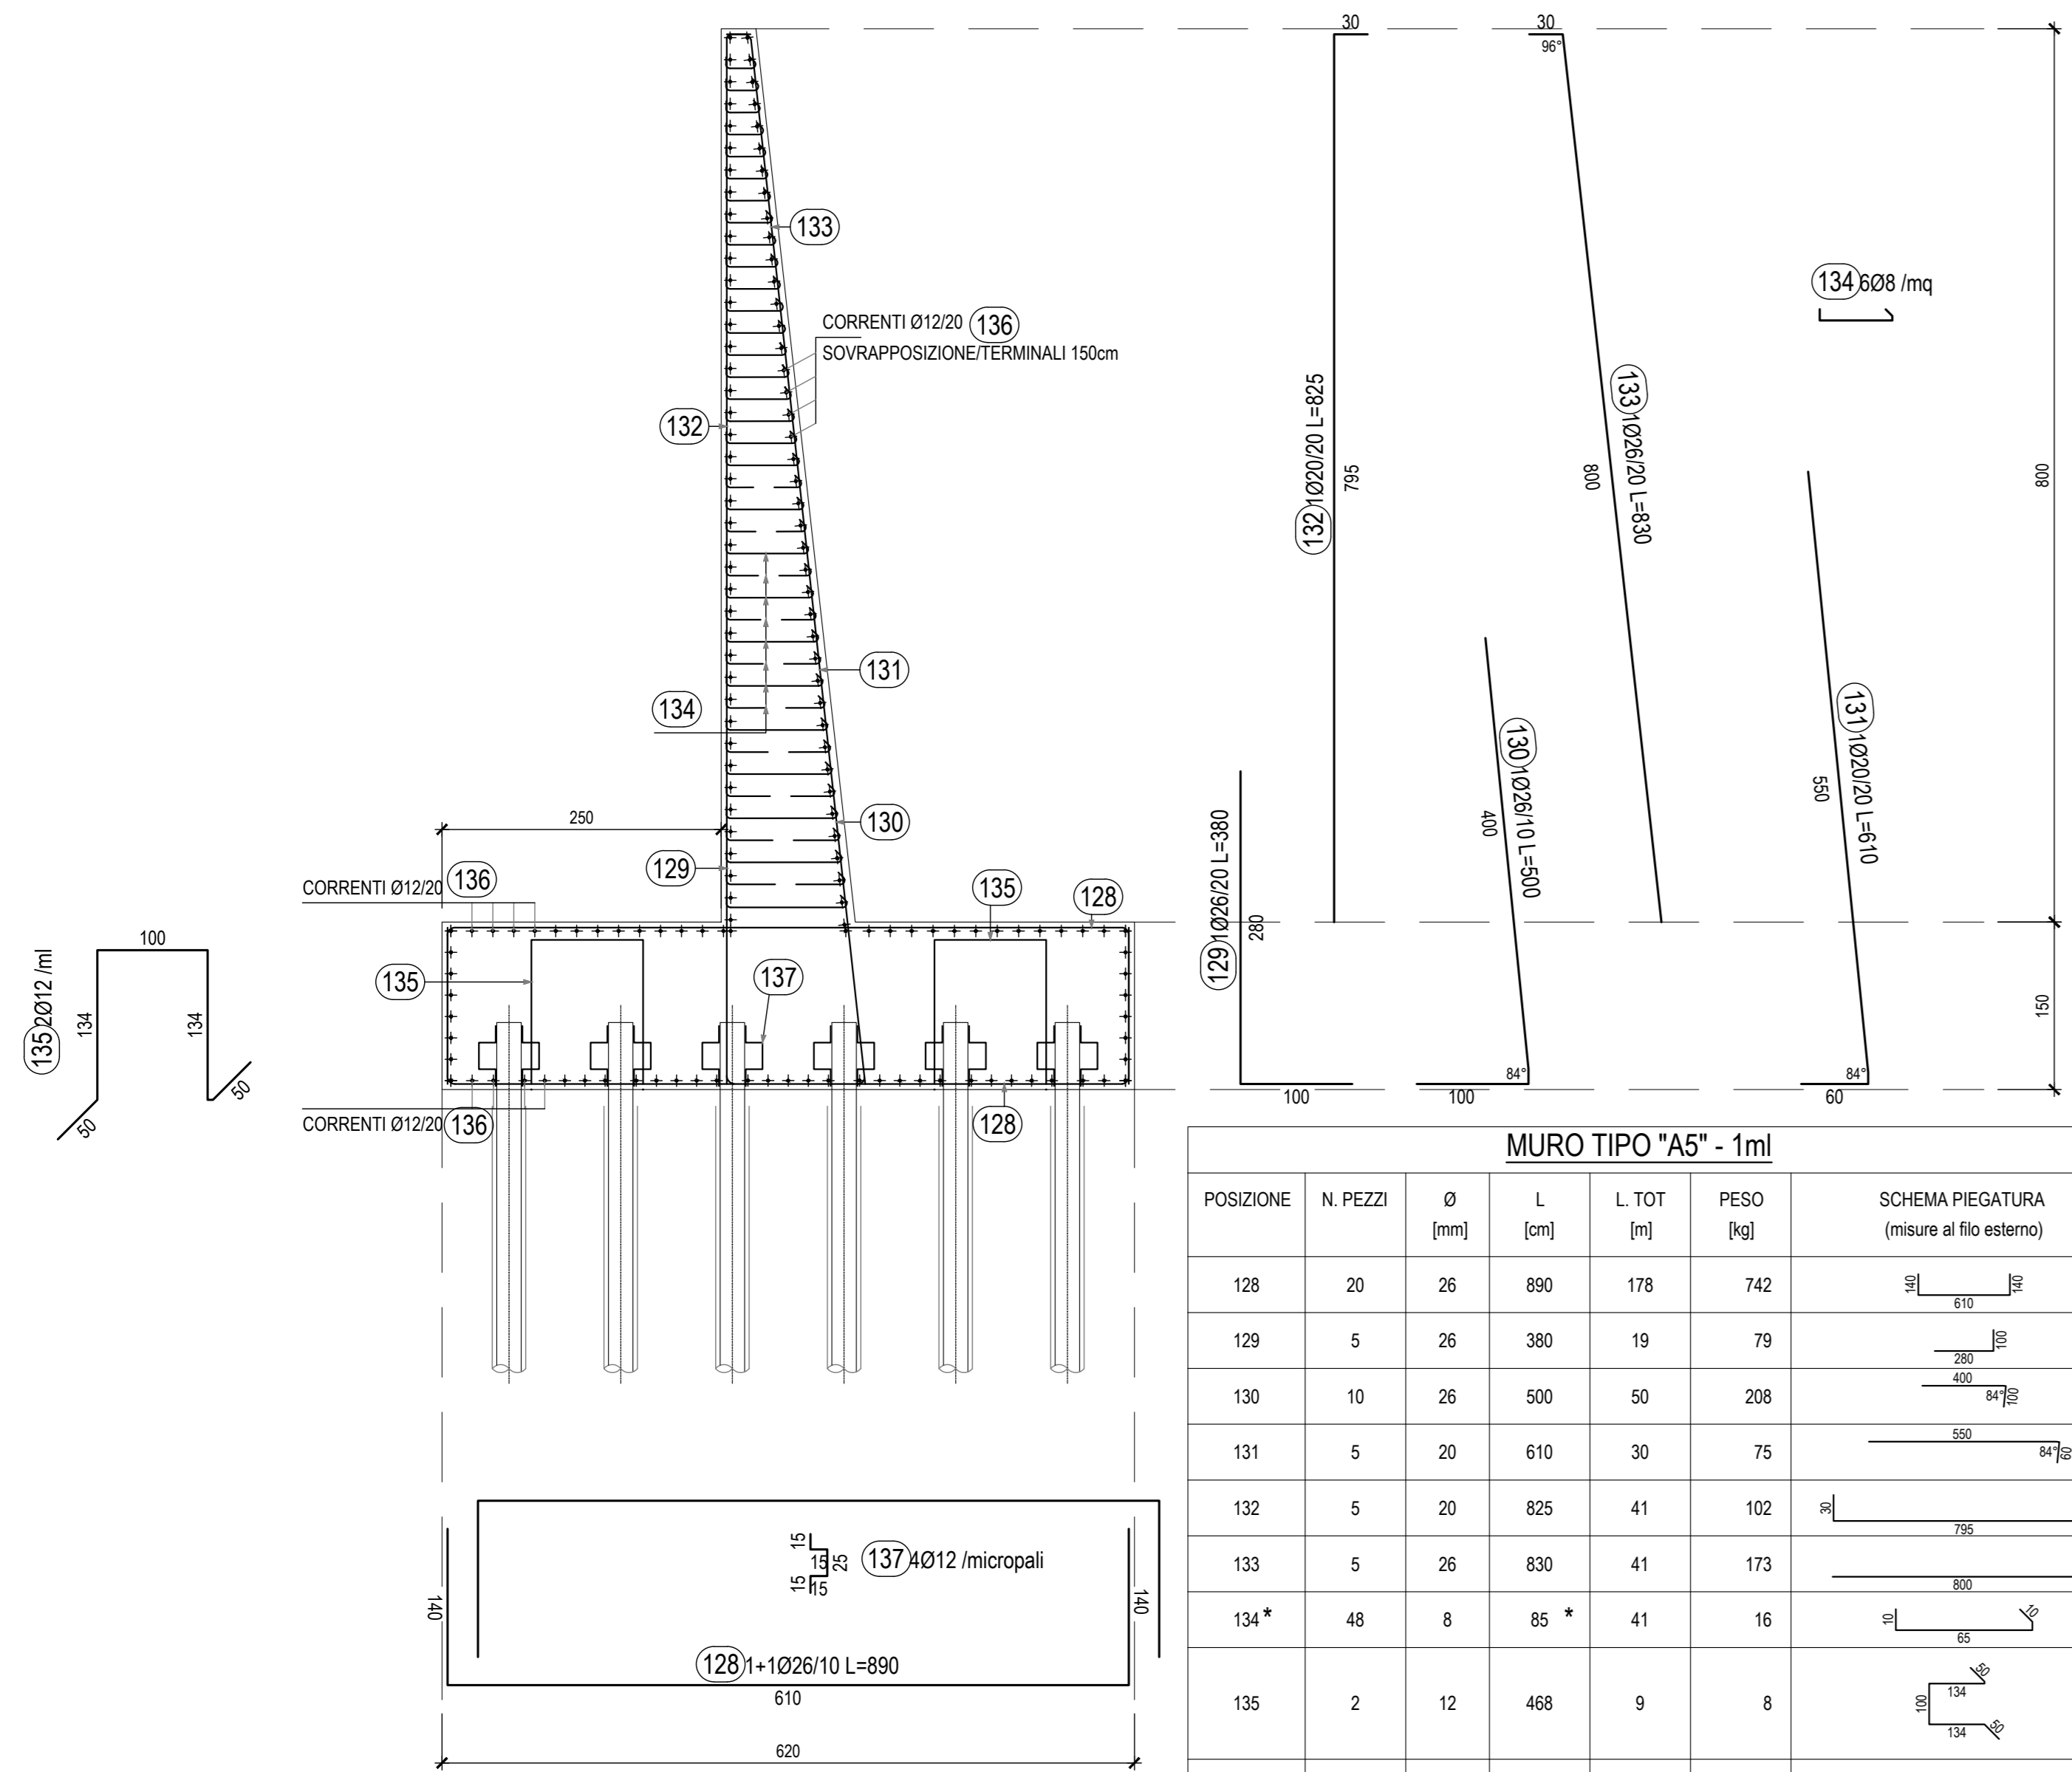 30
30
96°
133
134 6Ø8 /mq
CORRENTI Ø12/20 136
SOVRAPPOSIZIONE/TERMINALI 150cm
132
132 1Ø20/20 L=825
795
133 1Ø26/20 L=830
800
800
131
134
130 1Ø26/10 L=500
400
131 1Ø20/20 L=610
550
250
130
129
129 1Ø26/20 L=380
280
CORRENTI Ø12/20 136
135
128
100
135 2Ø12 /ml
134
134
50
50
135
137
150
84°
84°
100
100
60
CORRENTI Ø12/20 136
128
MURO TIPO "A5" - 1ml
POSIZIONE N. PEZZI Ø L L. TOT PESO SCHEMA PIEGATURA
[mm] [cm] [m] [kg] (misure al filo esterno)
128 20 26 890 178 742 140 610 140
129 5 26 380 19 79 280 100
130 10 26 500 50 208 400 84° 100
131 5 20 610 30 75 550 84° 60
132 5 20 825 41 102 30 795
133 5 26 830 41 173 800
134 * 48 8 85 * 41 16 10 65 10
135 2 12 468 9 8 100 134 50 134 50
15
15
25
15
15
137 4Ø12 /micropali
140
140
128 1+1Ø26/10 L=890
610
620